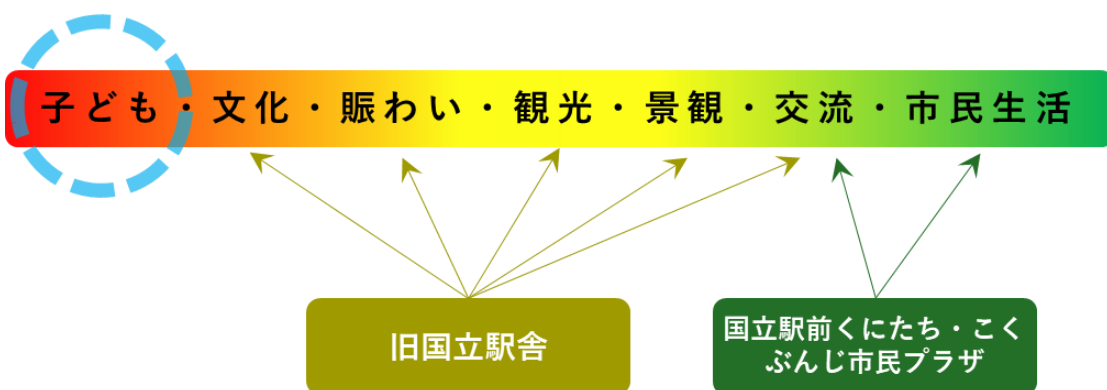 子ども・文化・賑わい・観光・景観・交流・市民生活
旧国立駅舎
国立駅前くにたち・こく
ぶんじ市民プラザ